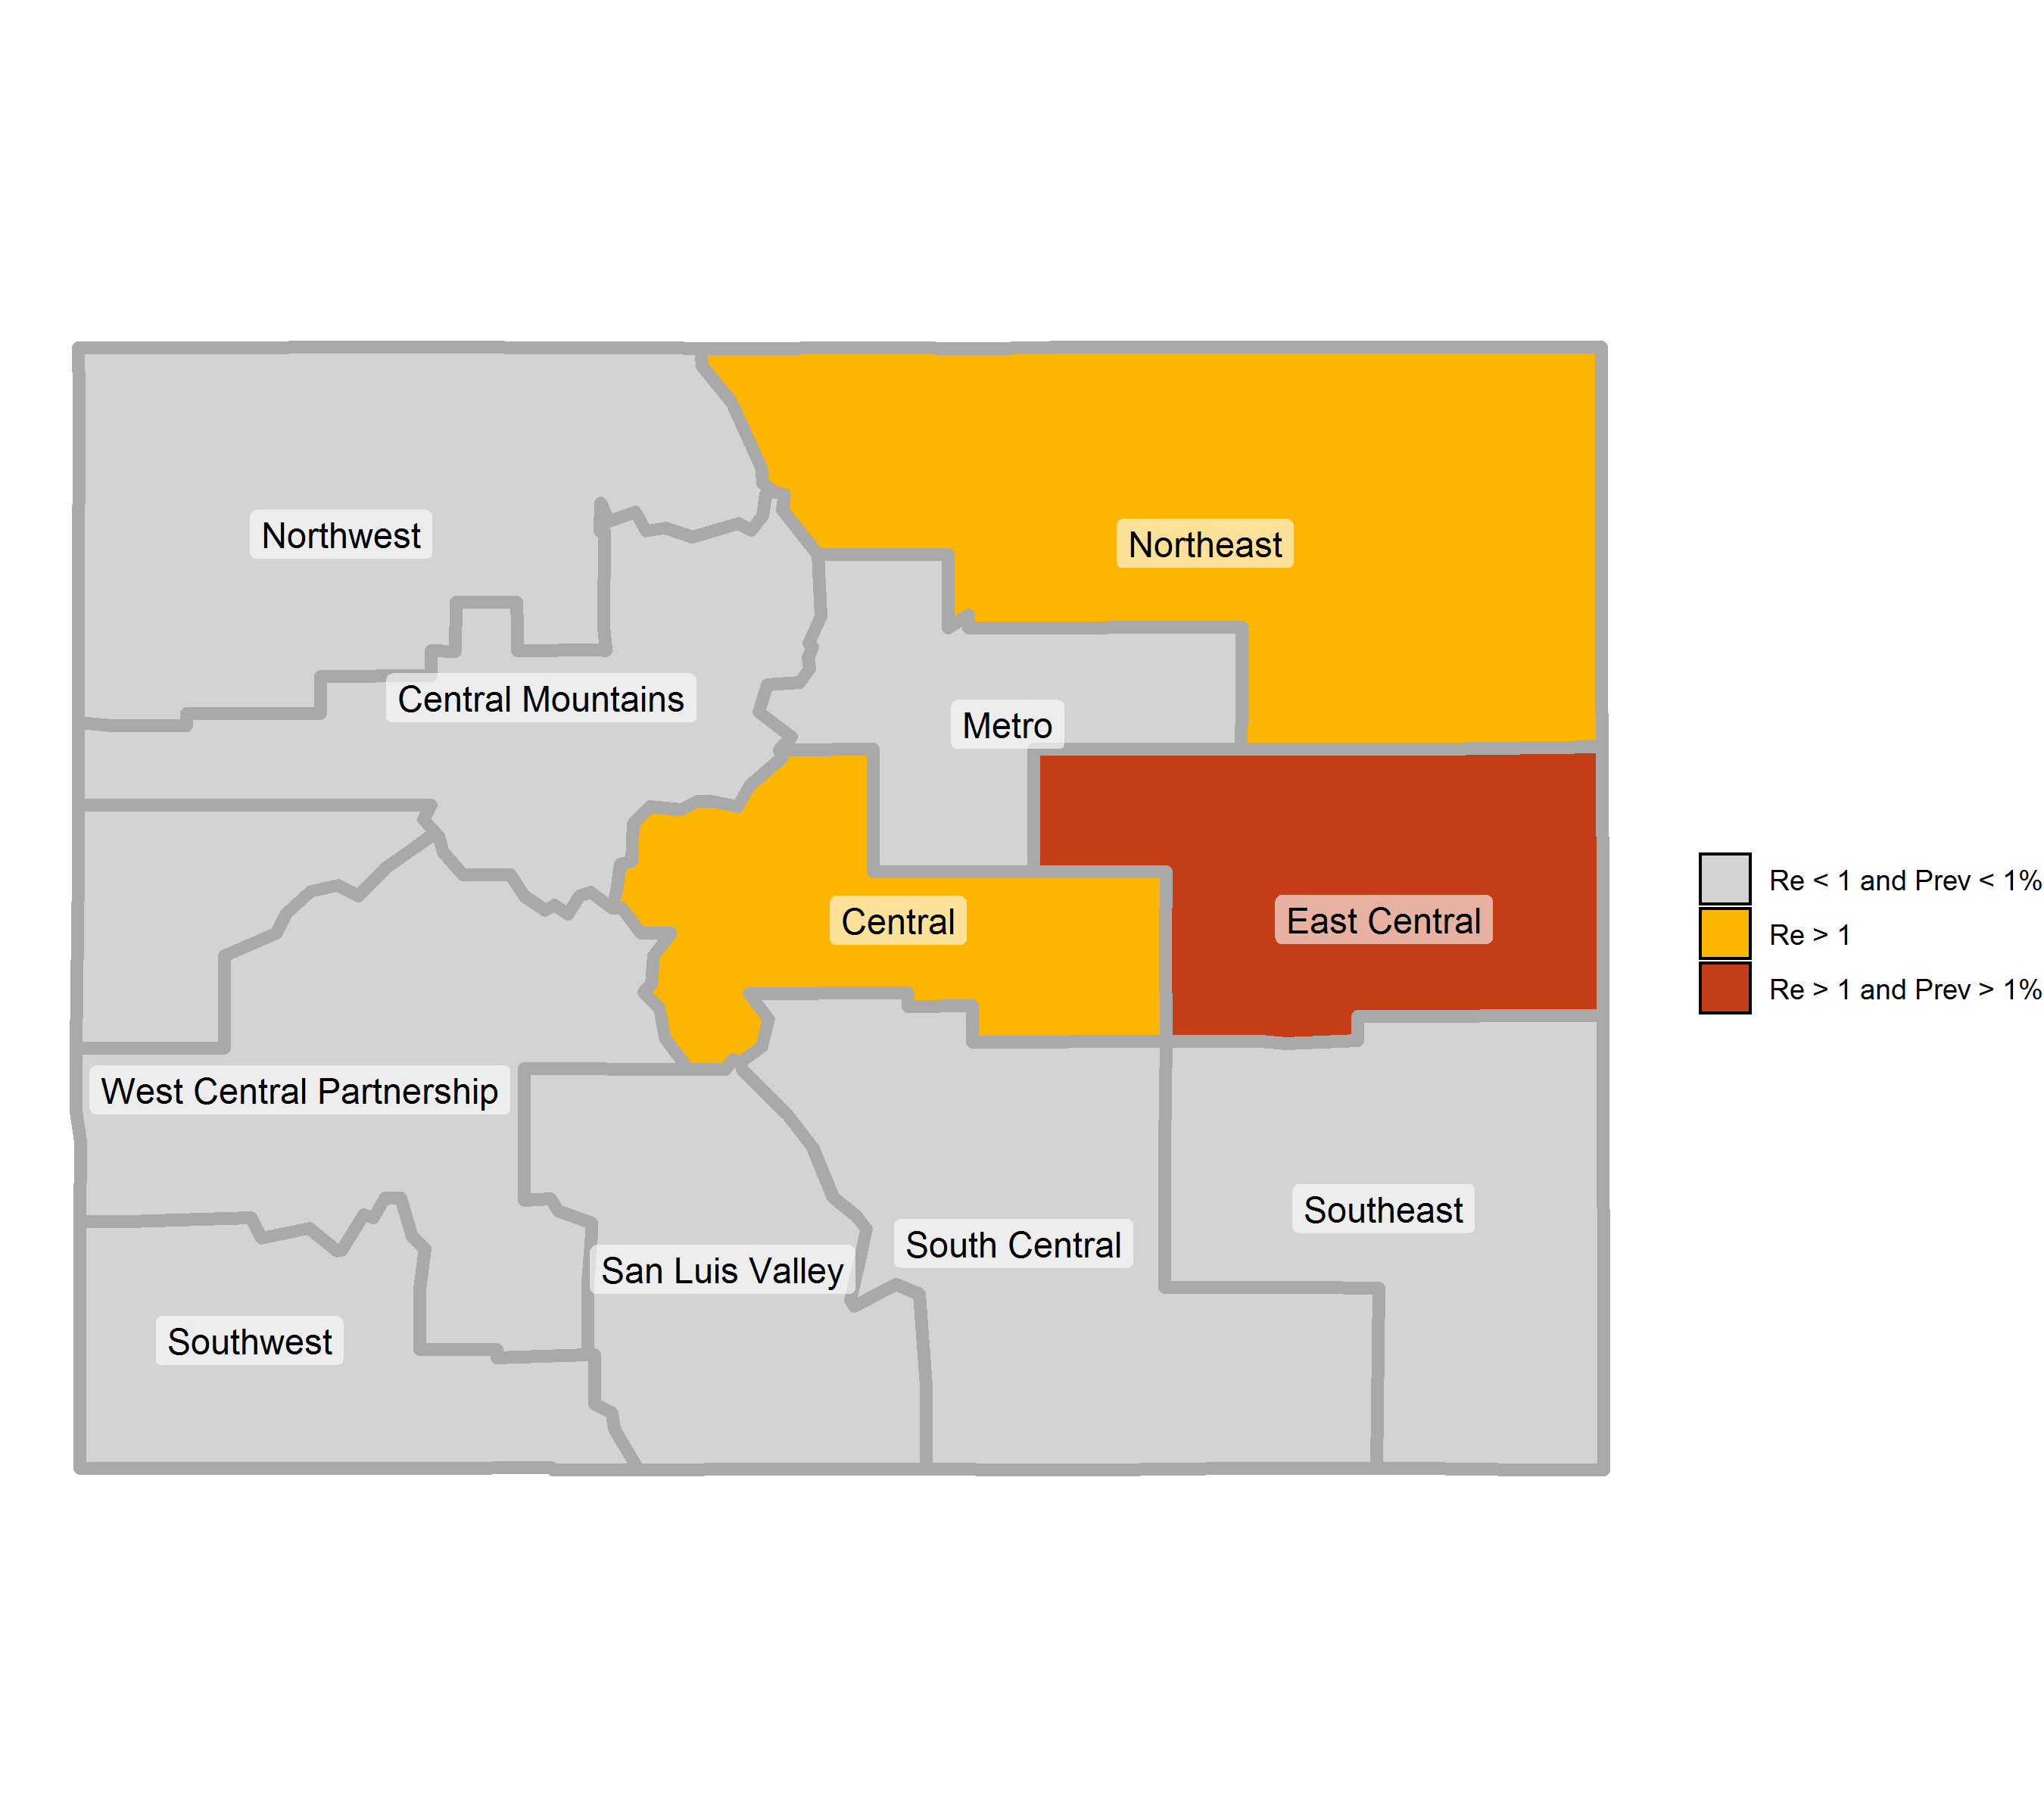 Northwest
Northeast
Central Mountains
Metro
Central
East Central
West Central Partnership
Southeast
South Central
San Luis Valley
Southwest
Re < 1 and Prev < 1%
Re > 1
Re > 1 and Prev > 1%